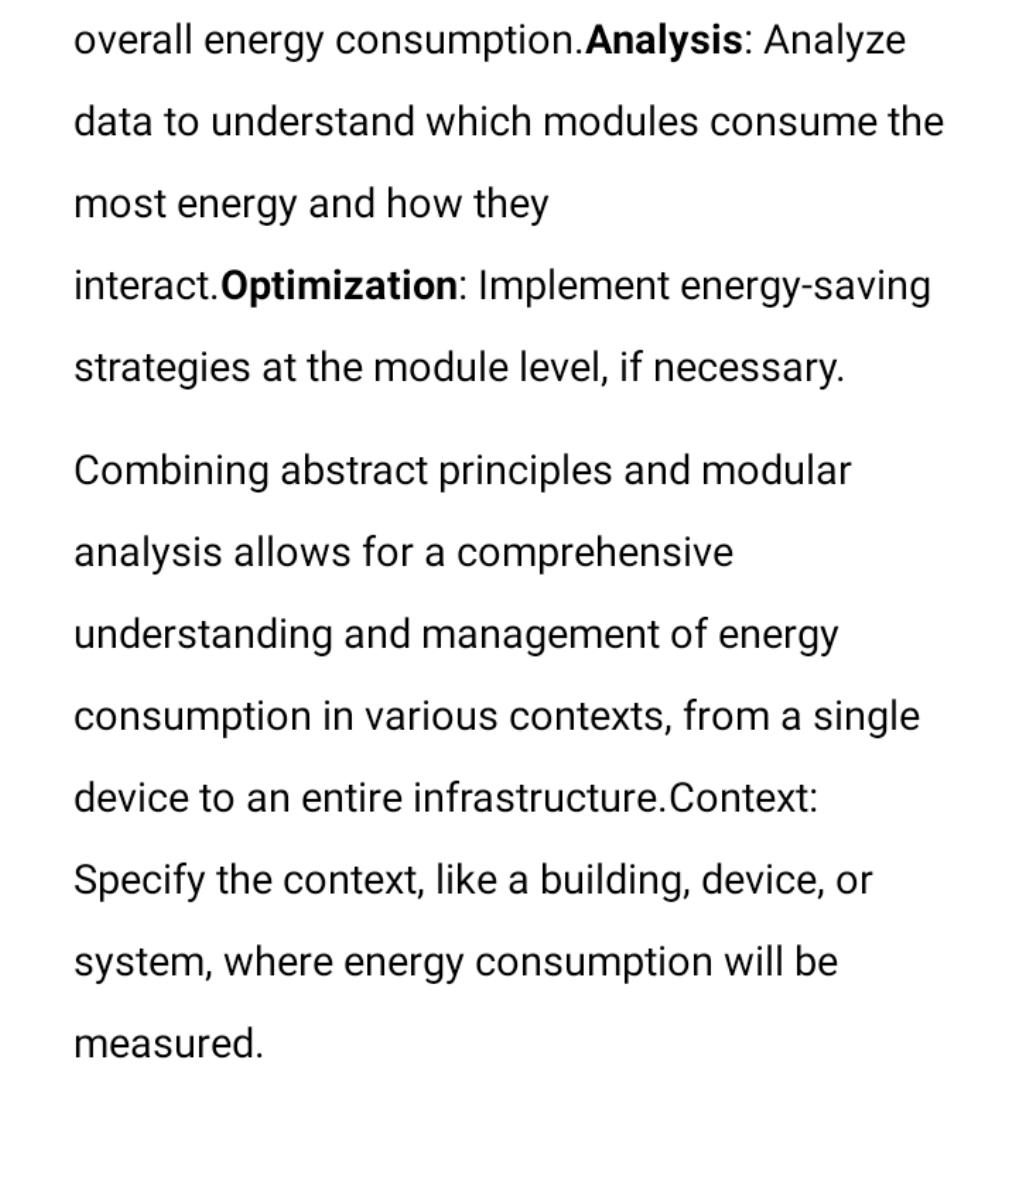 overall energy consumption.Analysis: Analyze
data to understand which modules consume the
most energy and how they
interact.Optimization: Implement energy-saving
strategies at the module level, if necessary.
Combining abstract principles and modular
analysis allows for a comprehensive
understanding and management of energy
consumption in various contexts, from a single
device to an entire infrastructure.Context:
Specify the context, like a building, device, or
system, where energy consumption will be
measured.